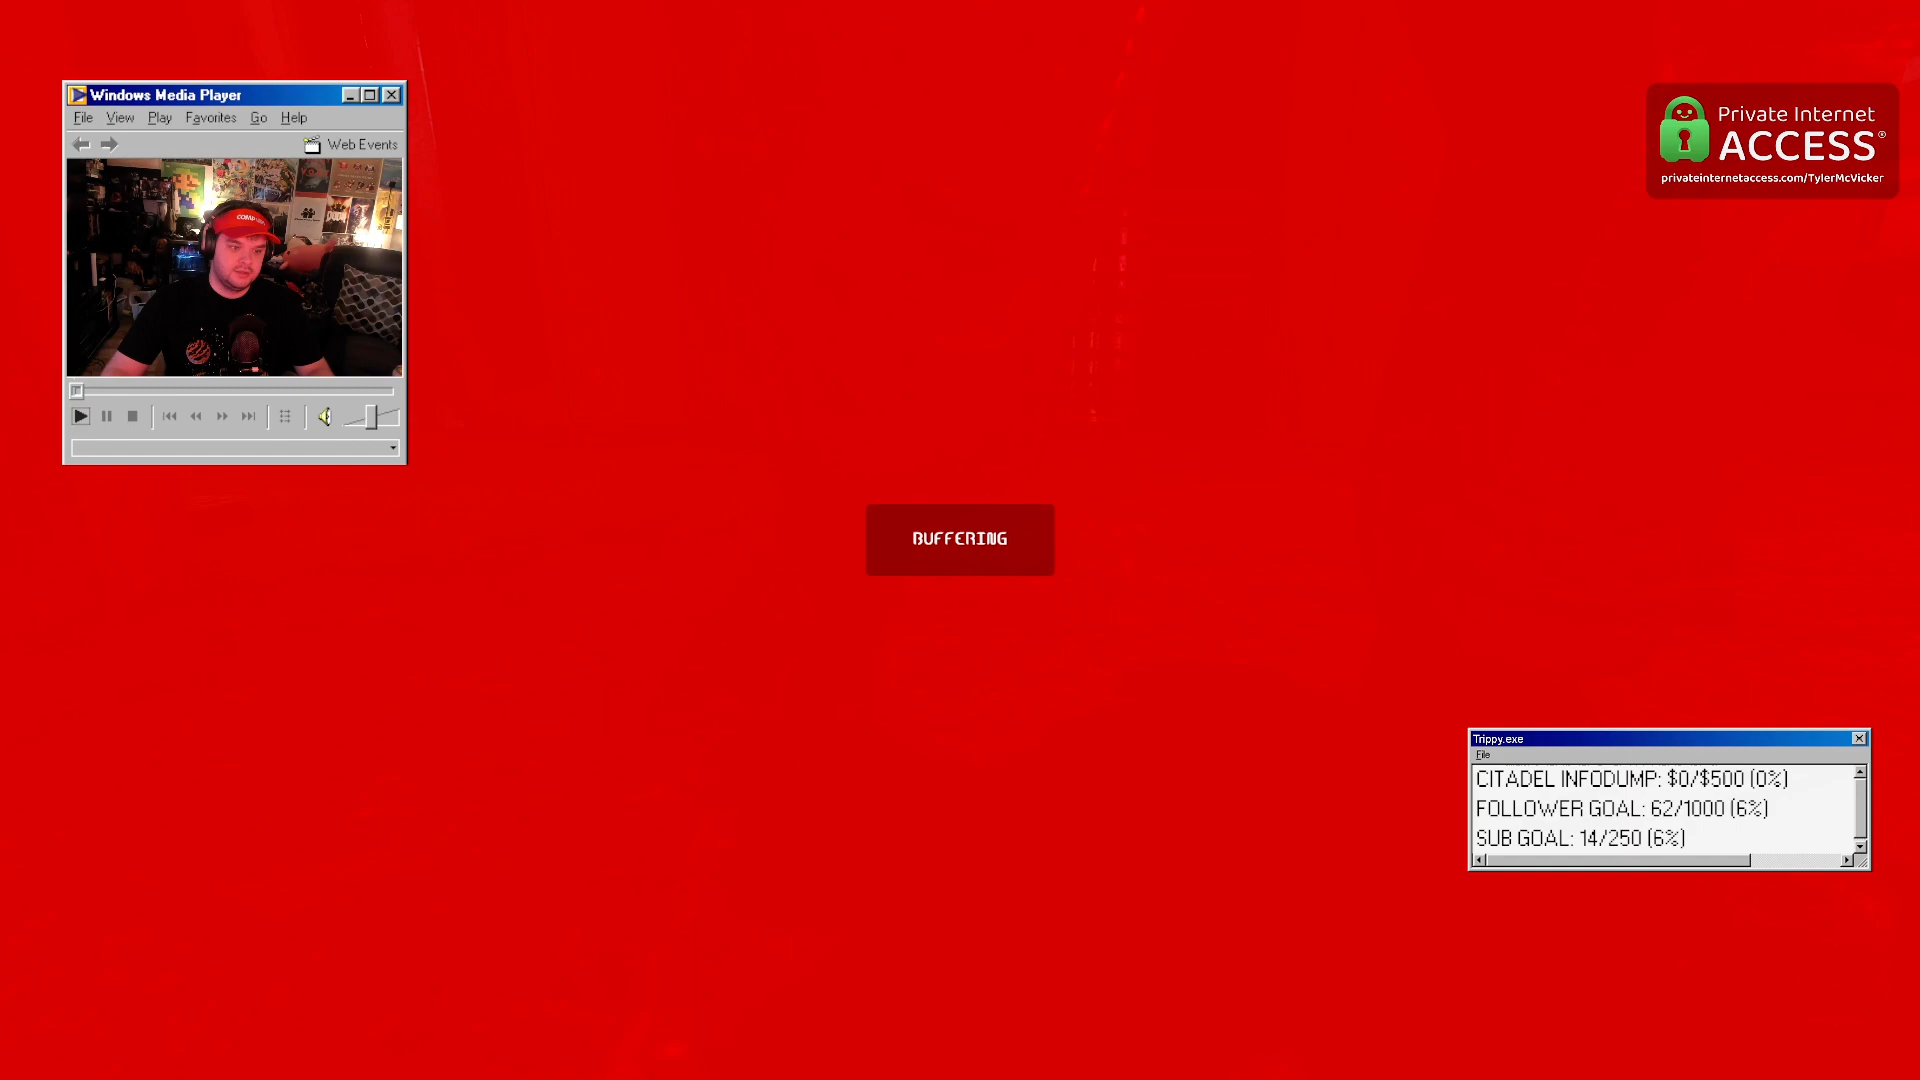 Windows Media Player
File View Play Favorites Go Help
Web Events
Private Internet
ACCESS®
privateinternetaccess.com/TylerMcVicker
BUFFERING
Trippy.exe
File
CITADEL INFODUMP: $0/$500 (0%)
FOLLOWER GOAL: 62/1000 (6%)
SUB GOAL: 14/250 (6%)